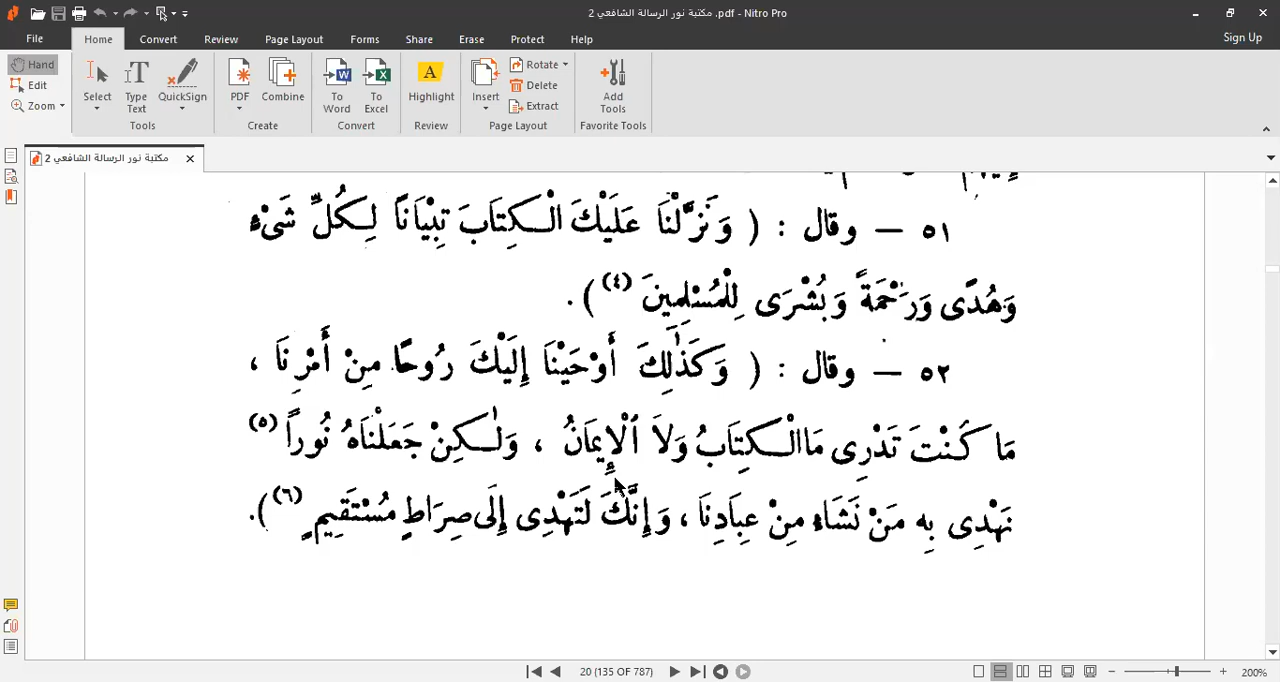 مكتبة نور الرسالة الشافعي 2 .pdf - Nitro Pro
File Home Convert Review Page Layout Forms Share Erase Protect Help
Sign Up
Hand
Edit
Zoom
Select
Type Text
QuickSign
Tools
PDF
Combine
Create
To Word
To Excel
Convert
Highlight
Review
Insert
Rotate
Delete
Extract
Page Layout
Add Tools
Favorite Tools
مكتبة نور الرسالة الشافعي 2
٥١ — وقال : ( وَنَزَّلْنَا عَلَيْكَ الْكِتَابَ تِبْيَانًا لِكُلِّ شَىْءٍ
وَهُدًى وَرَحْمَةً وَبُشْرَى لِلْمُسْلِمِينَ (٤) ) .
٥٢ — وقال : ( وَكَذٰلِكَ أَوْحَيْنَا إِلَيْكَ رُوحًا مِنْ أَمْرِنَا ،
مَا كُنْتَ تَدْرِى مَا الْكِتَابُ وَلَا ٱلْإِيمَانُ ، وَلٰكِنْ جَعَلْنَاهُ نُوراً (٥)
نَهْدِى بِهِ مَنْ نَشَاءِ مِنْ عِبَادِنَا ، وَإِنَّكَ لَتَهْدِى إِلَى صِرَاطٍ مُسْتَقِيمٍ (٦) ) .
20 (135 OF 787)
200%